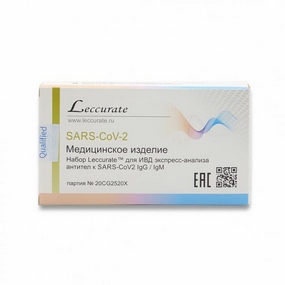 Leccurate
www.leccurate.ru
Qualified
SARS-CoV-2
Медицинское изделие
Набор Leccurate™ для ИВД экспресс-анализа
антител к SARS-CoV2 IgG / IgM
ЕАС
партия № 20CG2520X